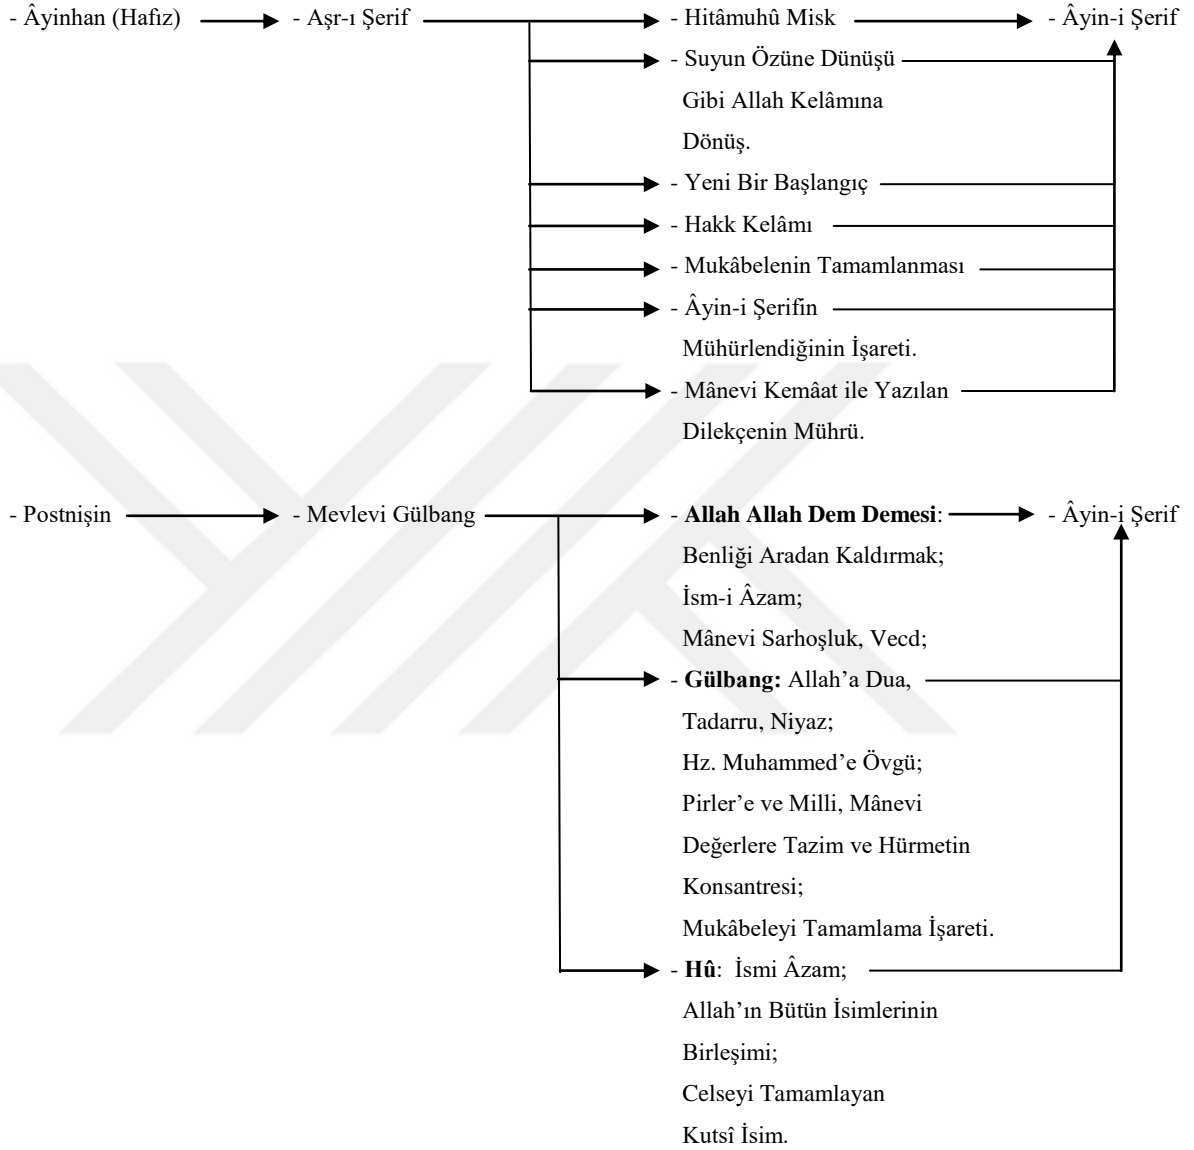 - Âyinhan (Hafız) - Aşr-ı Şerif - Hitâmuhû Misk - Âyin-i Şerif
- Suyun Özüne Dünüşü
Gibi Allah Kelâmına
Dönüş.
- Yeni Bir Başlangıç
- Hakk Kelâmı
- Mukâbelenin Tamamlanması
- Âyin-i Şerifin
Mühürlendiğinin İşareti.
- Mânevi Kemâat ile Yazılan
Dilekçenin Mührü.
- Postnişin - Mevlevi Gülbang - Allah Allah Dem Demesi: - Âyin-i Şerif
Benliği Aradan Kaldırmak;
İsm-i Âzam;
Mânevi Sarhoşluk, Vecd;
- Gülbang: Allah’a Dua,
Tadarru, Niyaz;
Hz. Muhammed’e Övgü;
Pirler’e ve Milli, Mânevi
Değerlere Tazim ve Hürmetin
Konsantresi;
Mukâbeleyi Tamamlama İşareti.
- Hû: İsmi Âzam;
Allah’ın Bütün İsimlerinin
Birleşimi;
Celseyi Tamamlayan
Kutsî İsim.